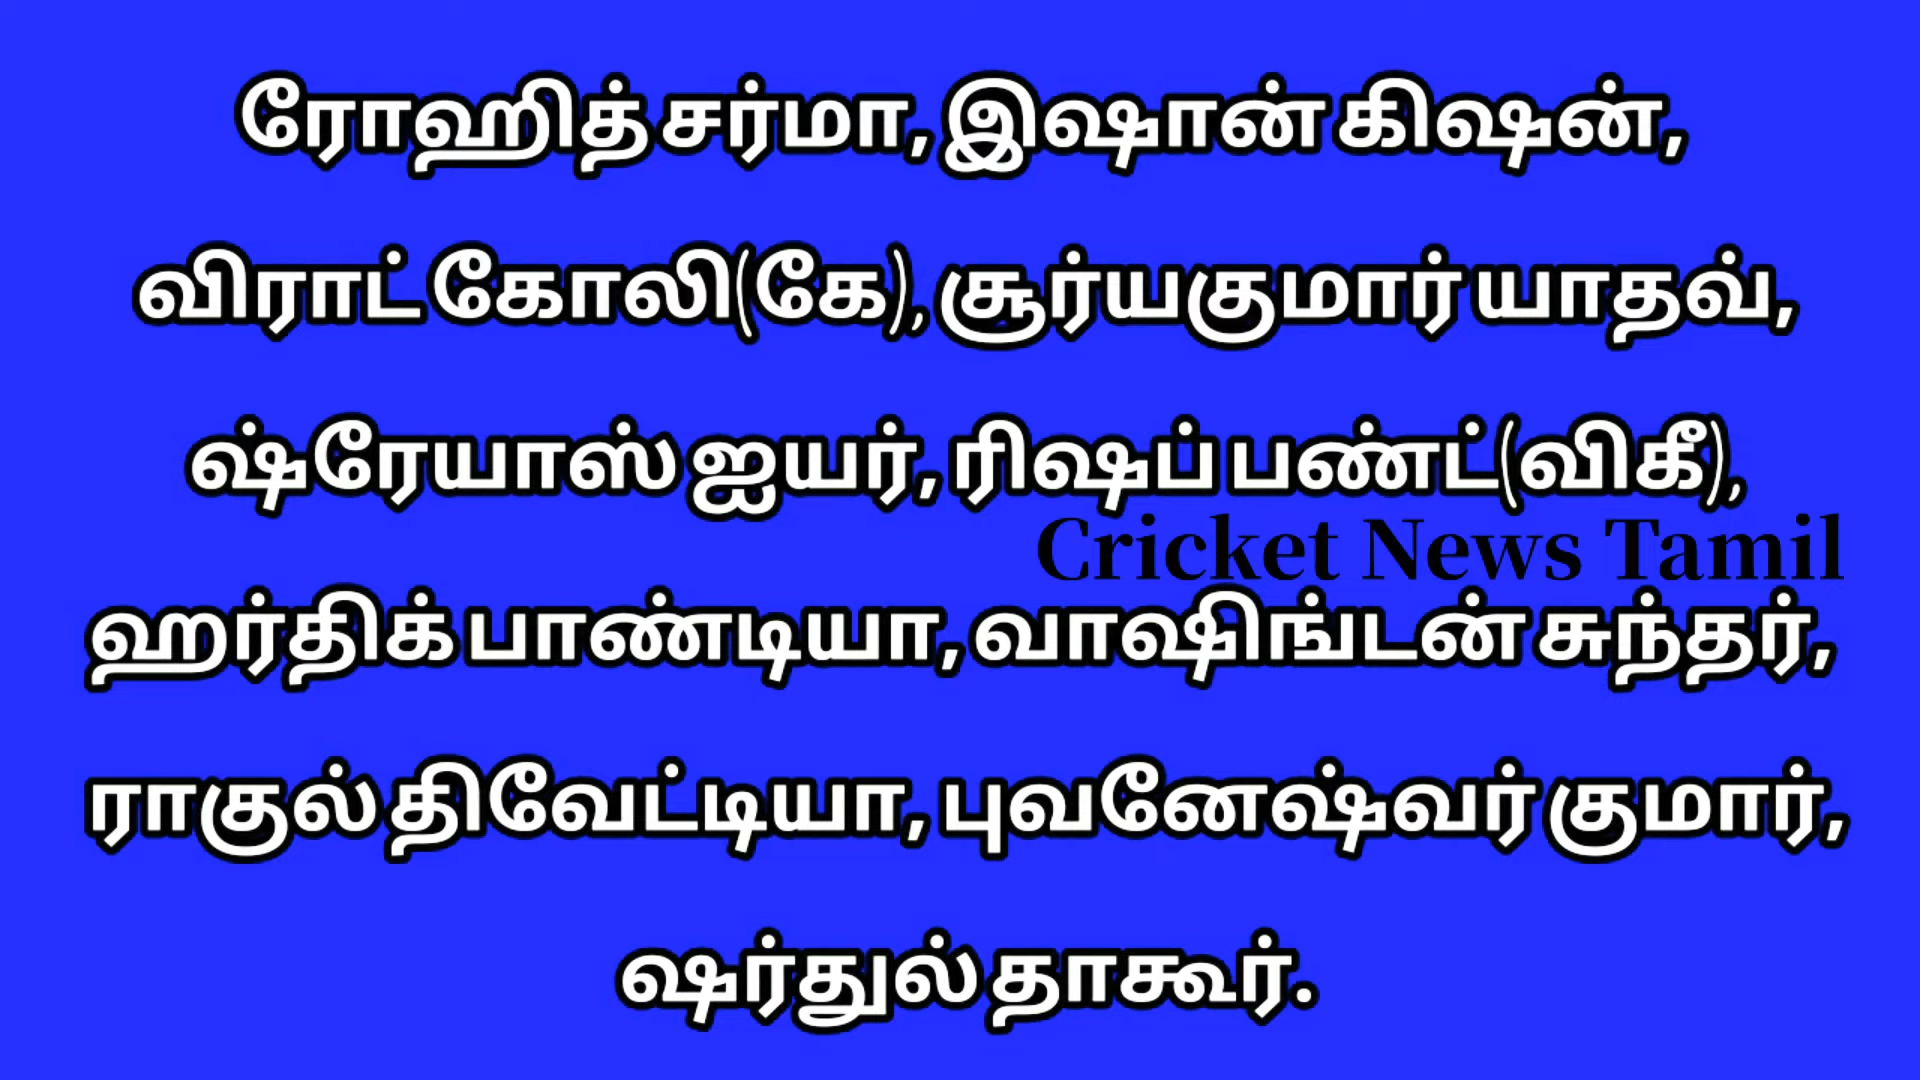 ரோஹித் சர்மா, இஷான் கிஷன்,
விராட் கோலி(கே), சூர்யகுமார் யாதவ்,
ஷ்ரேயாஸ் ஐயர், ரிஷப் பண்ட்(விகீ),
Cricket News Tamil
ஹர்திக் பாண்டியா, வாஷிங்டன் சுந்தர்,
ராகுல் திவேட்டியா, புவனேஷ்வர் குமார்,
ஷர்துல் தாகூர்.